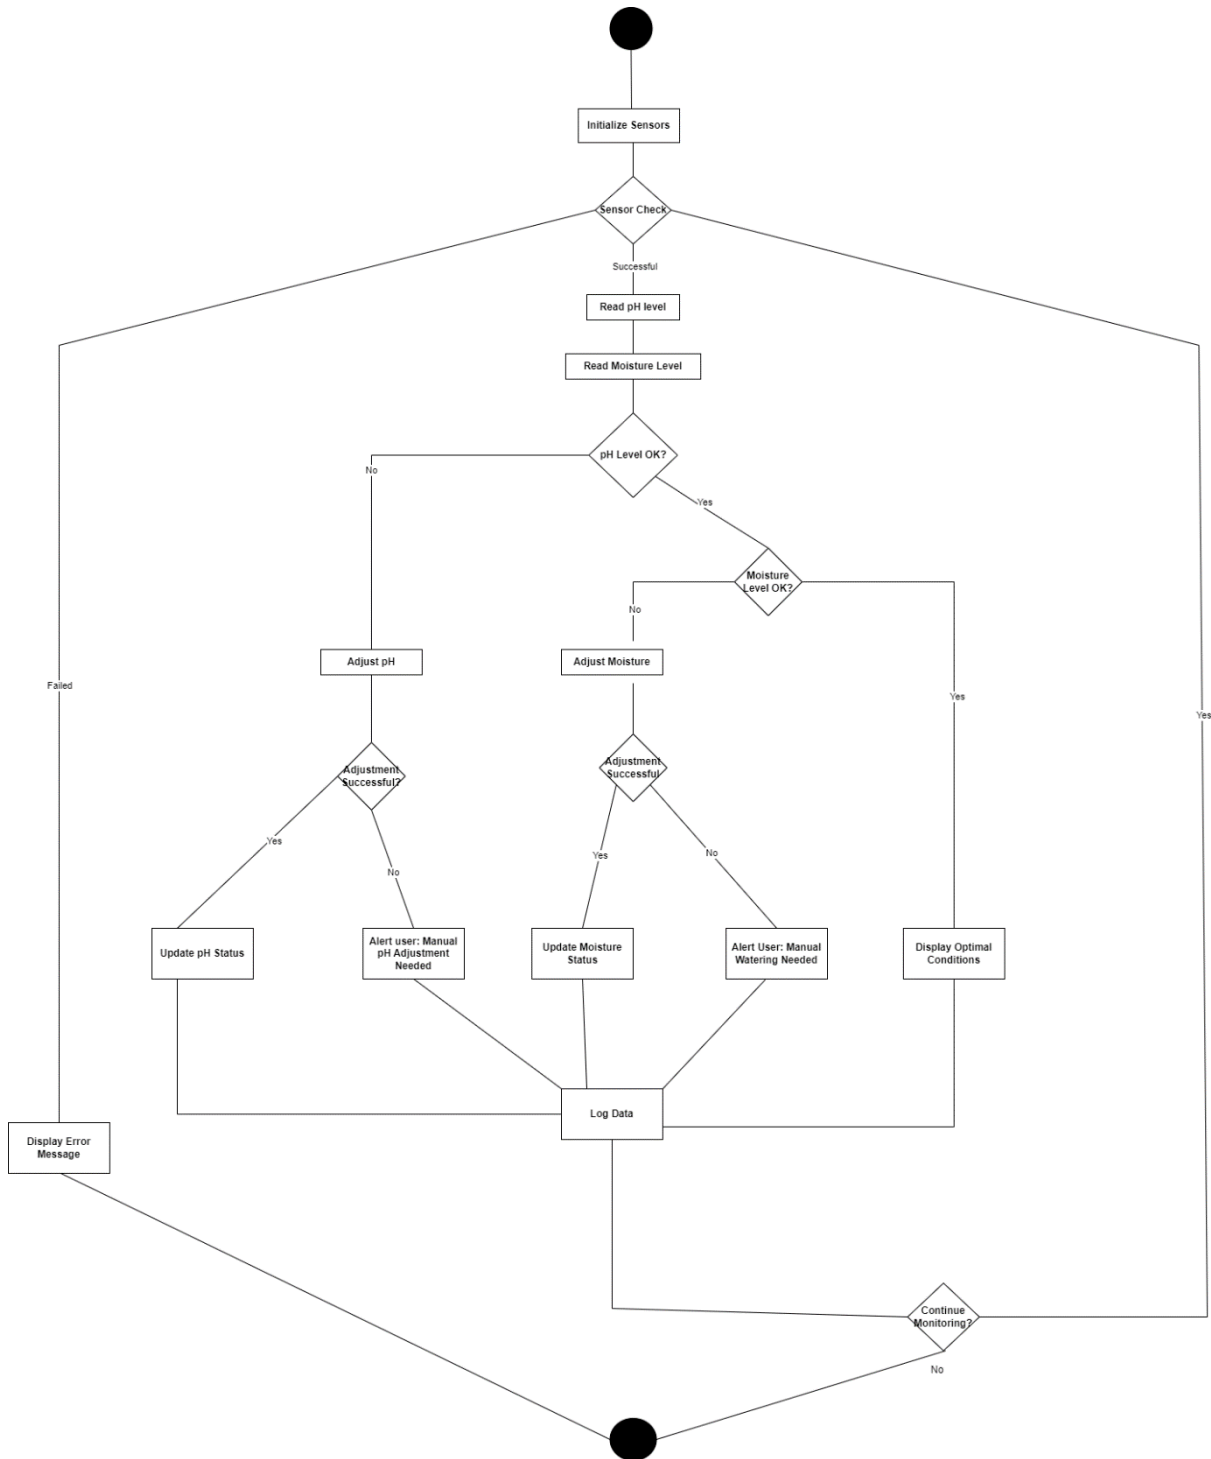 Initialize Sensors
Sensor Check
Successful
Read pH level
Read Moisture Level
pH Level OK?
No
Yes
Moisture
Level OK?
No
Adjust pH
Adjust Moisture
Failed
Yes
Yes
Adjustment
Successful?
Adjustment
Successful
Yes
No
Yes
No
Update pH Status
Alert user: Manual
pH Adjustment
Needed
Update Moisture
Status
Alert User: Manual
Watering Needed
Display Optimal
Conditions
Log Data
Display Error
Message
Continue
Monitoring?
No